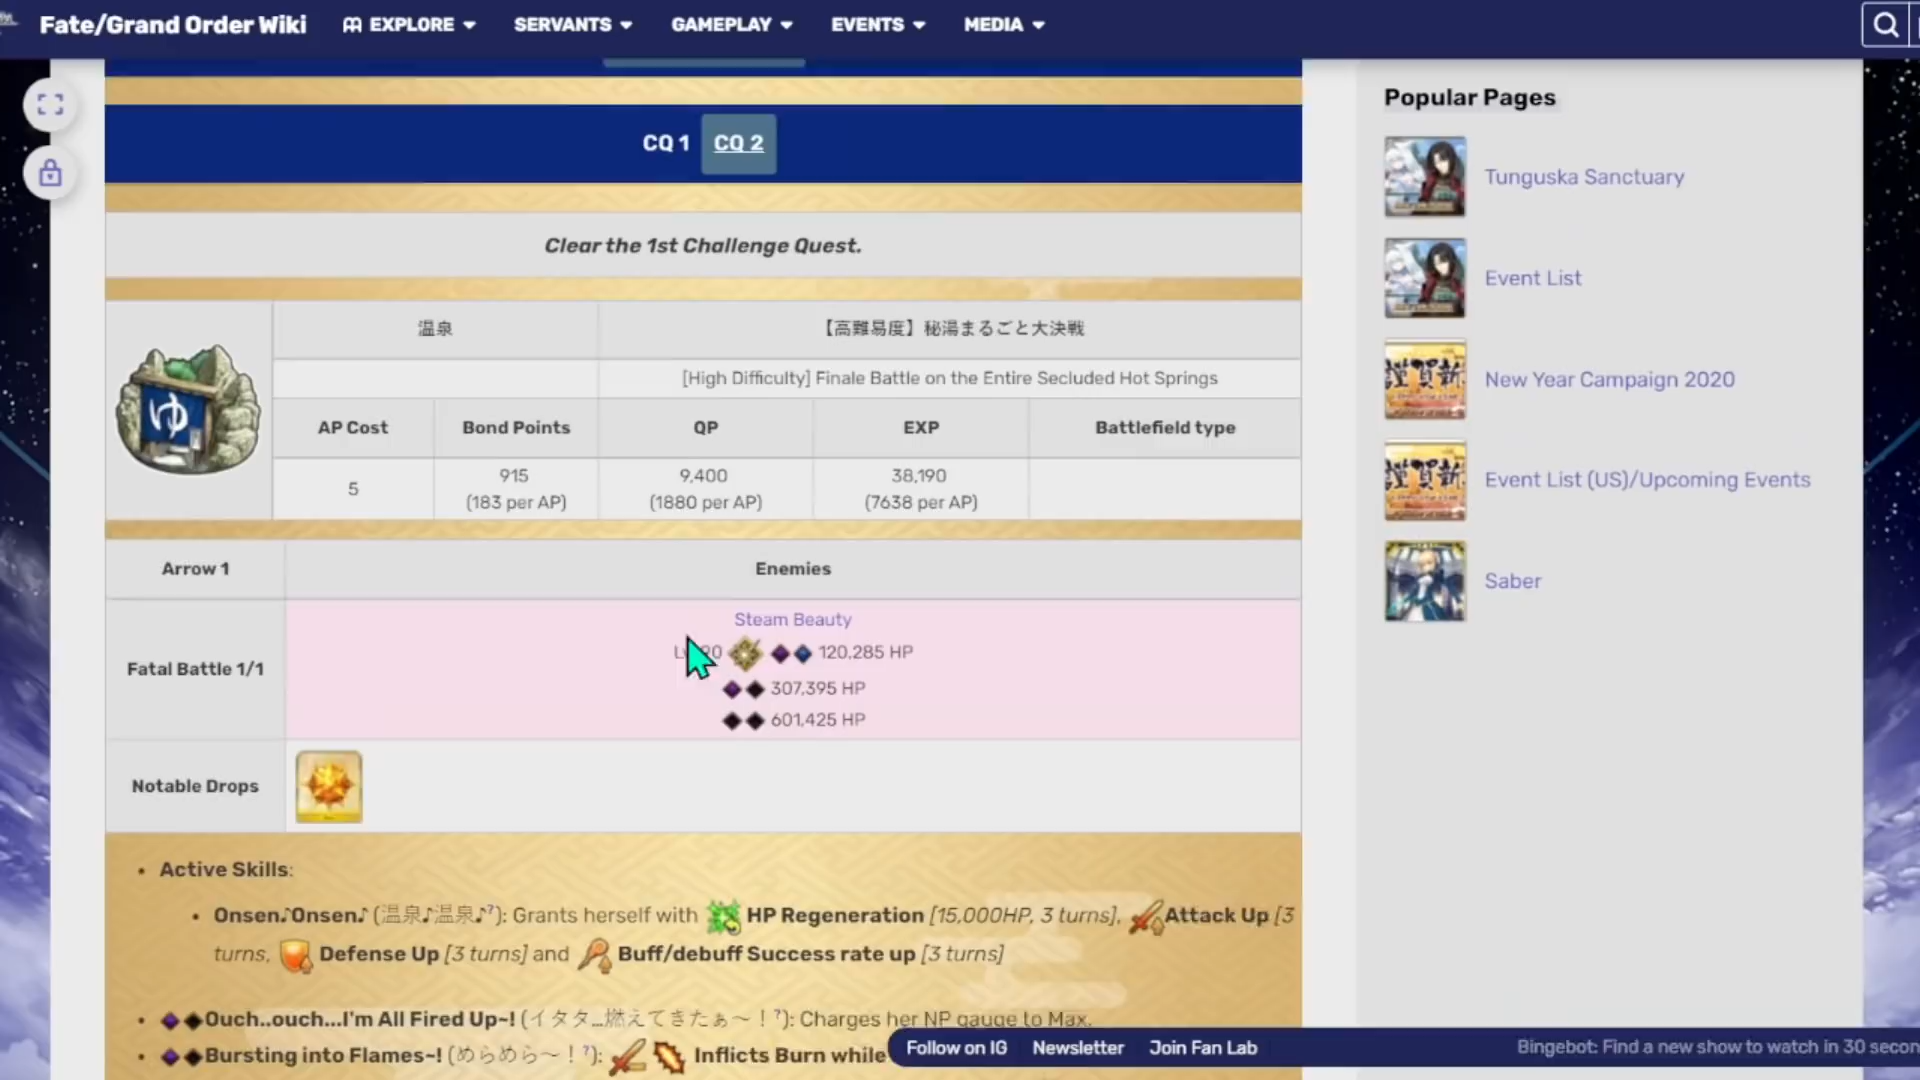 Fate/Grand Order Wiki
EXPLORE
SERVANTS
GAMEPLAY
EVENTS
MEDIA
CQ 1
CQ 2
Clear the 1st Challenge Quest.
温泉
【高難易度】秘湯まるごと大決戦
[High Difficulty] Finale Battle on the Entire Secluded Hot Springs
ゆ
AP Cost
Bond Points
QP
EXP
Battlefield type
5
915
(183 per AP)
9,400
(1880 per AP)
38,190
(7638 per AP)
Arrow 1
Enemies
Fatal Battle 1/1
Steam Beauty
120,285 HP
307,395 HP
601,425 HP
Notable Drops
• Active Skills:
• Onsen♪Onsen♪ (温泉♪温泉♪?): Grants herself with HP Regeneration [15,000HP, 3 turns], Attack Up [3
turns, Defense Up [3 turns] and Buff/debuff Success rate up [3 turns]
• Ouch..ouch...I'm All Fired Up~! (イタタ…燃えてきたぁ～！?): Charges her NP gauge to Max.
• Bursting into Flames~! (めらめら～！?): Inflicts Burn while
Popular Pages
Tunguska Sanctuary
Event List
New Year Campaign 2020
Event List (US)/Upcoming Events
Saber
Follow on IG
Newsletter
Join Fan Lab
Bingebot: Find a new show to watch in 30 secon